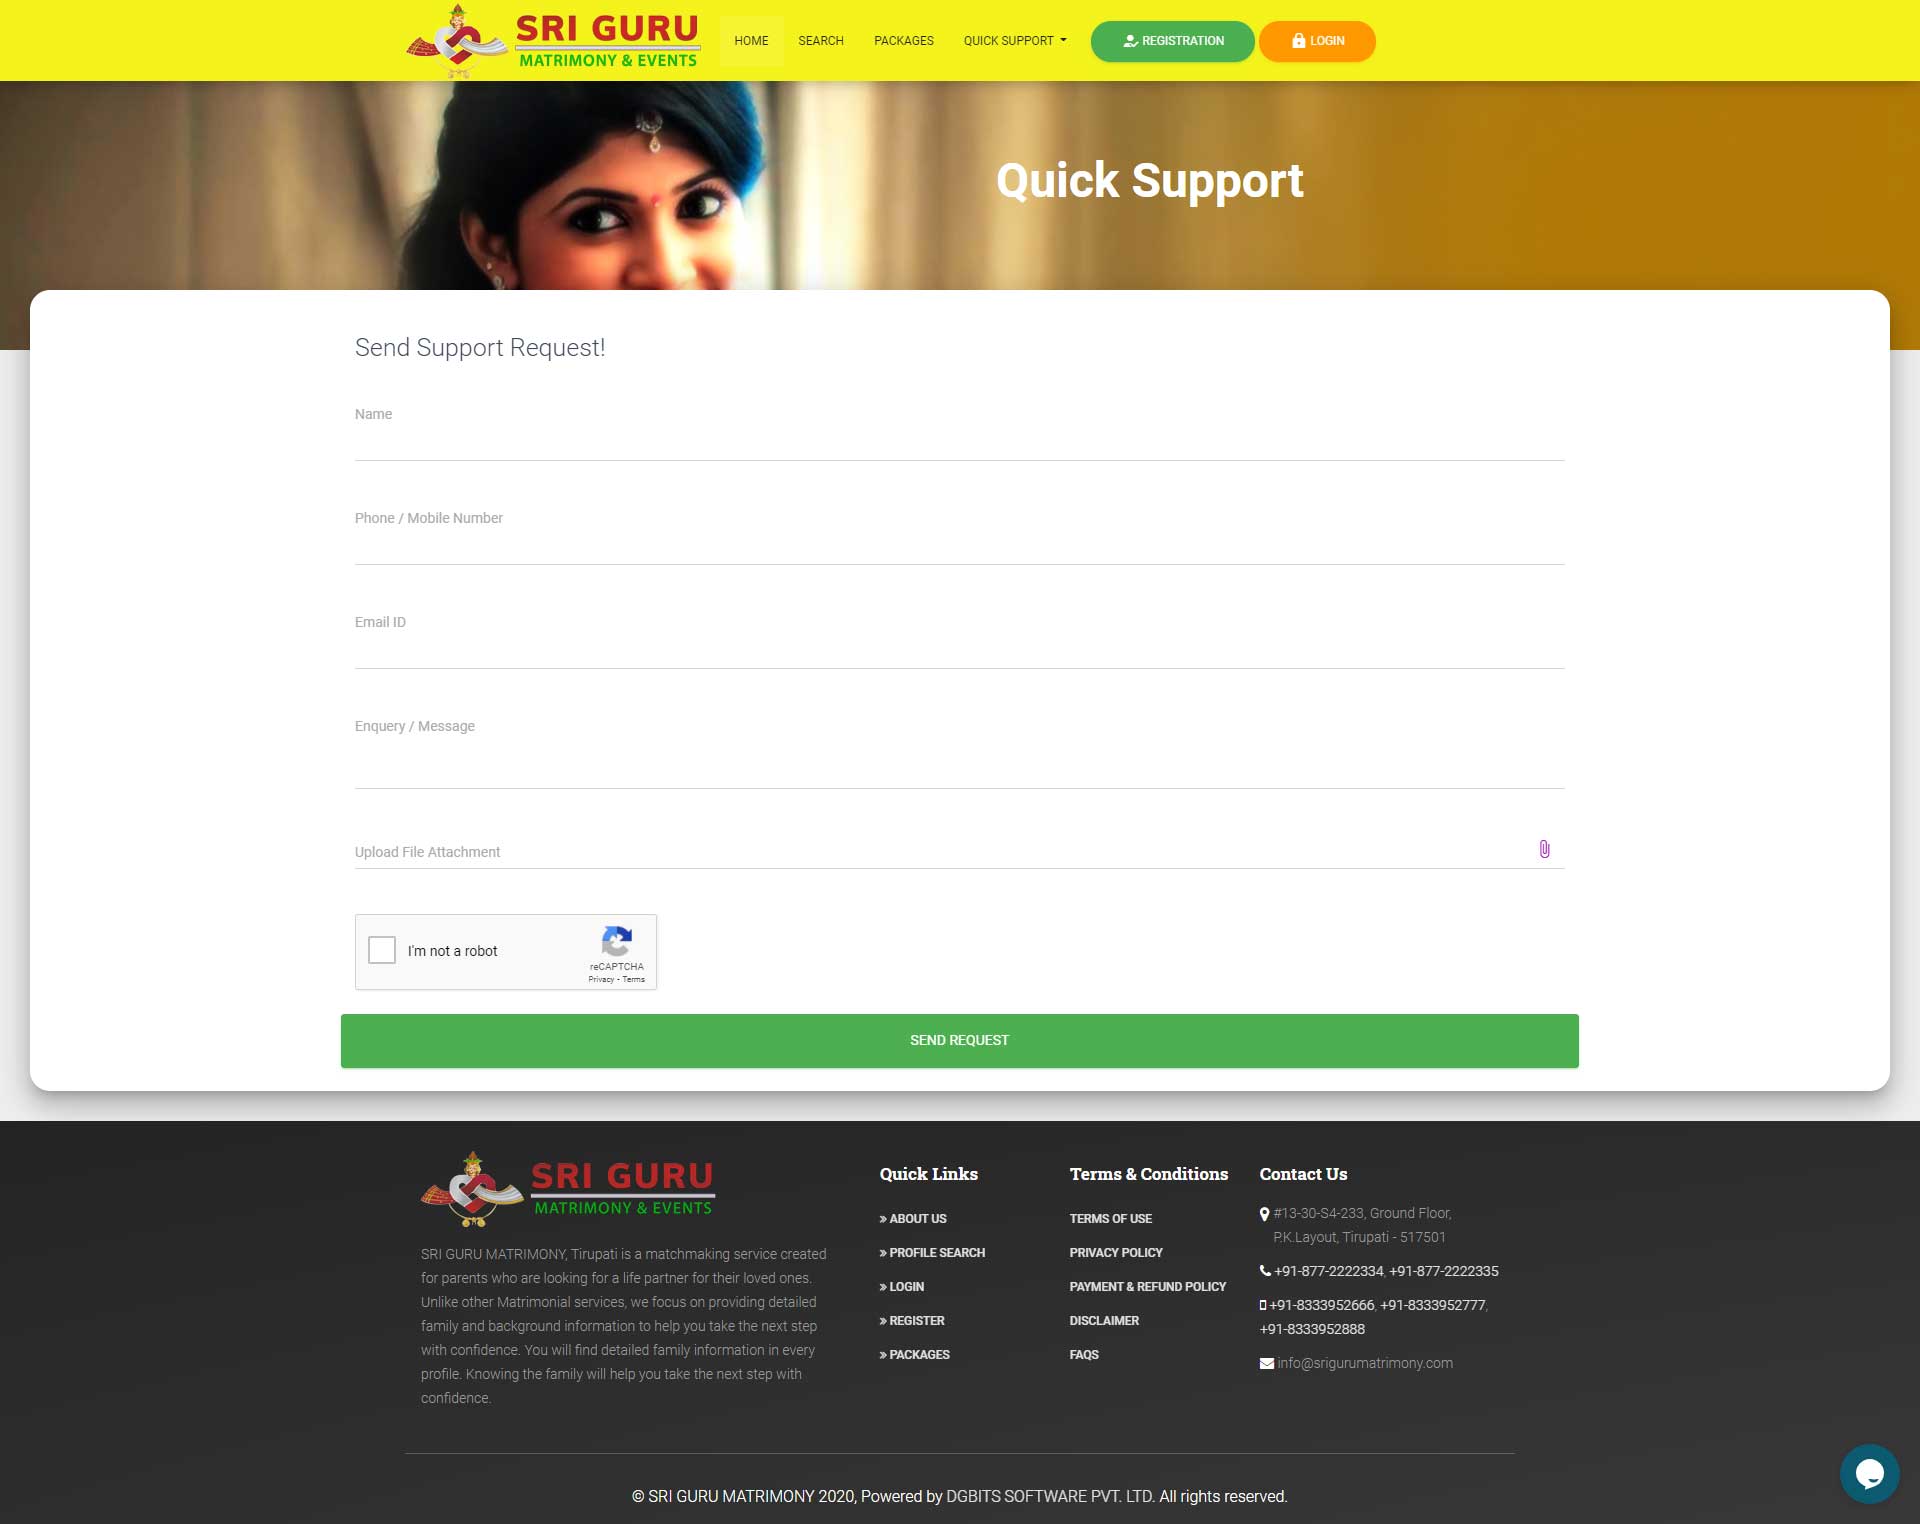 SRI GURU
MATRIMONY & EVENTS
HOME SEARCH PACKAGES QUICK SUPPORT REGISTRATION LOGIN
Quick Support
Send Support Request!
Name
Phone / Mobile Number
Email ID
Enquery / Message
Upload File Attachment
I'm not a robot
reCAPTCHA
Privacy - Terms
SEND REQUEST
SRI GURU
MATRIMONY & EVENTS
SRI GURU MATRIMONY, Tirupati is a matchmaking service created
for parents who are looking for a life partner for their loved ones.
Unlike other Matrimonial services, we focus on providing detailed
family and background information to help you take the next step
with confidence. You will find detailed family information in every
profile. Knowing the family will help you take the next step with
confidence.
Quick Links
» ABOUT US
» PROFILE SEARCH
» LOGIN
» REGISTER
» PACKAGES
Terms & Conditions
TERMS OF USE
PRIVACY POLICY
PAYMENT & REFUND POLICY
DISCLAIMER
FAQS
Contact Us
#13-30-S4-233, Ground Floor,
P.K.Layout, Tirupati - 517501
+91-877-2222334, +91-877-2222335
+91-8333952666, +91-8333952777,
+91-8333952888
info@srigurumatrimony.com
© SRI GURU MATRIMONY 2020, Powered by DGBITS SOFTWARE PVT. LTD. All rights reserved.